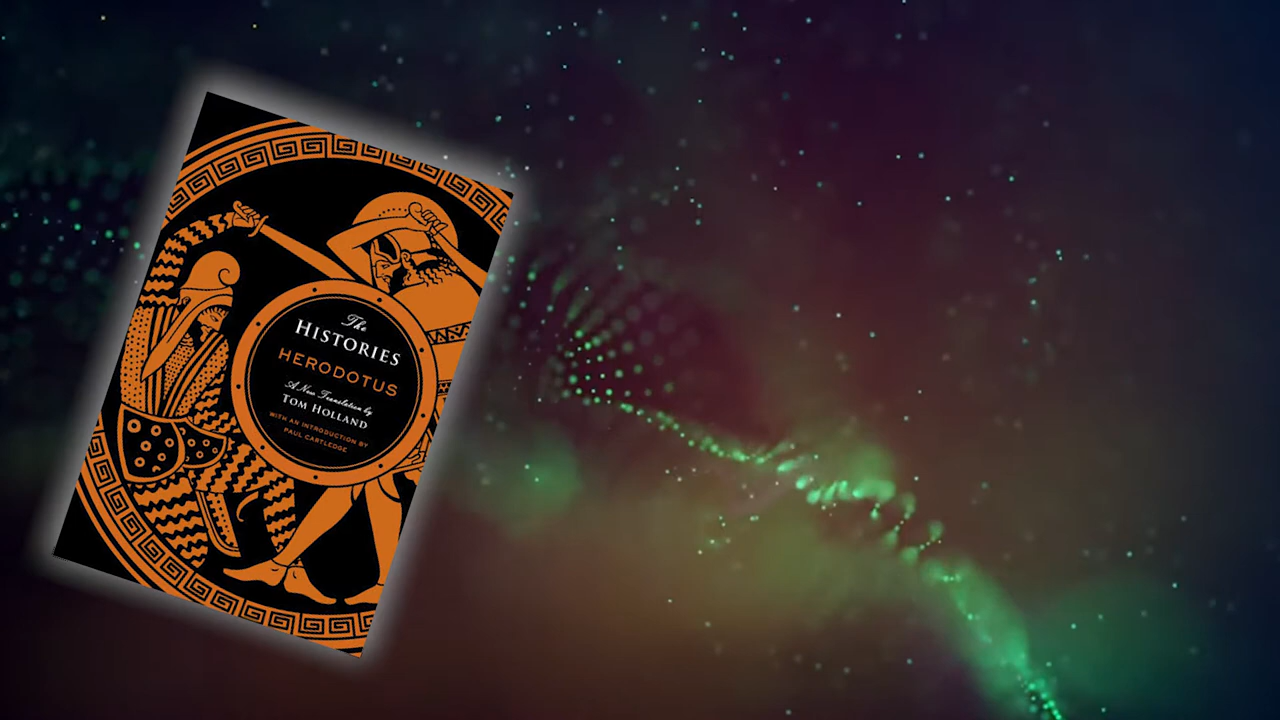 The
HISTORIES
HERODOTUS
A New Translation by
TOM HOLLAND
WITH AN INTRODUCTION BY
PAUL CARTLEDGE